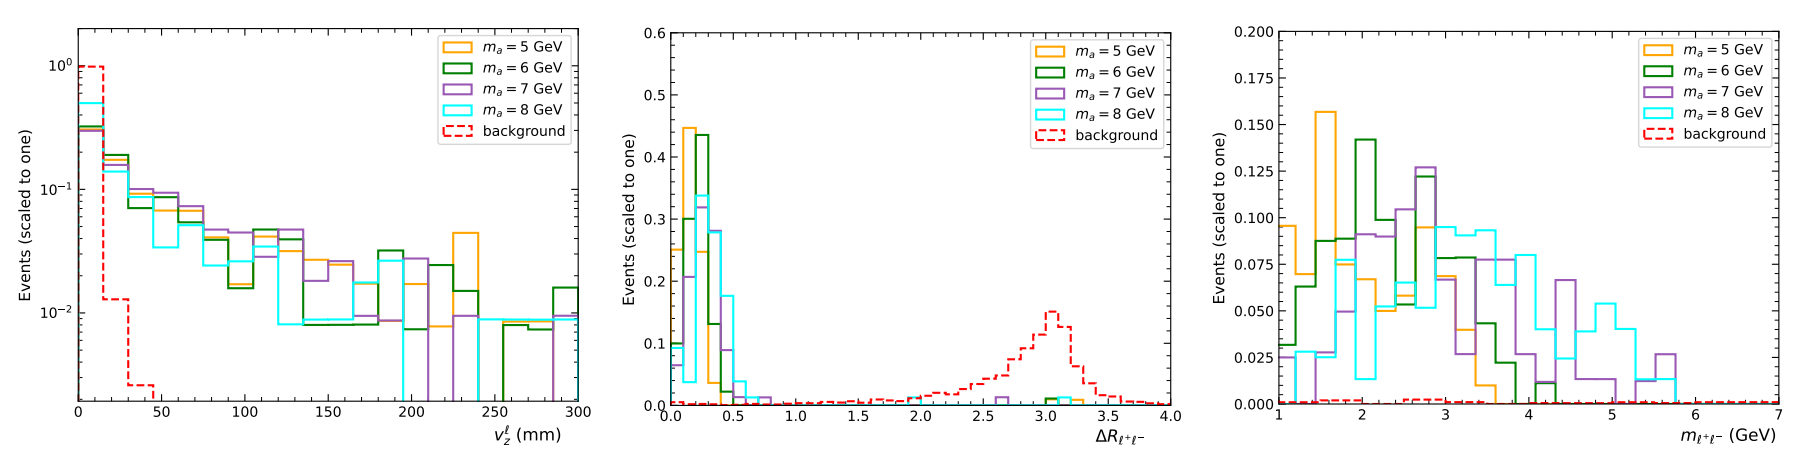 Events (scaled to one)
10⁰
10⁻¹
10⁻²
0 50 100 150 200 250 300
v_z^ℓ (mm)
m_a = 5 GeV
m_a = 6 GeV
m_a = 7 GeV
m_a = 8 GeV
background
Events (scaled to one)
0.6
0.5
0.4
0.3
0.2
0.1
0.0
0.0 0.5 1.0 1.5 2.0 2.5 3.0 3.5 4.0
ΔR_ℓ⁺ℓ⁻
m_a = 5 GeV
m_a = 6 GeV
m_a = 7 GeV
m_a = 8 GeV
background
Events (scaled to one)
0.200
0.175
0.150
0.125
0.100
0.075
0.050
0.025
0.000
1 2 3 4 5 6 7
m_ℓ⁺ℓ⁻ (GeV)
m_a = 5 GeV
m_a = 6 GeV
m_a = 7 GeV
m_a = 8 GeV
background